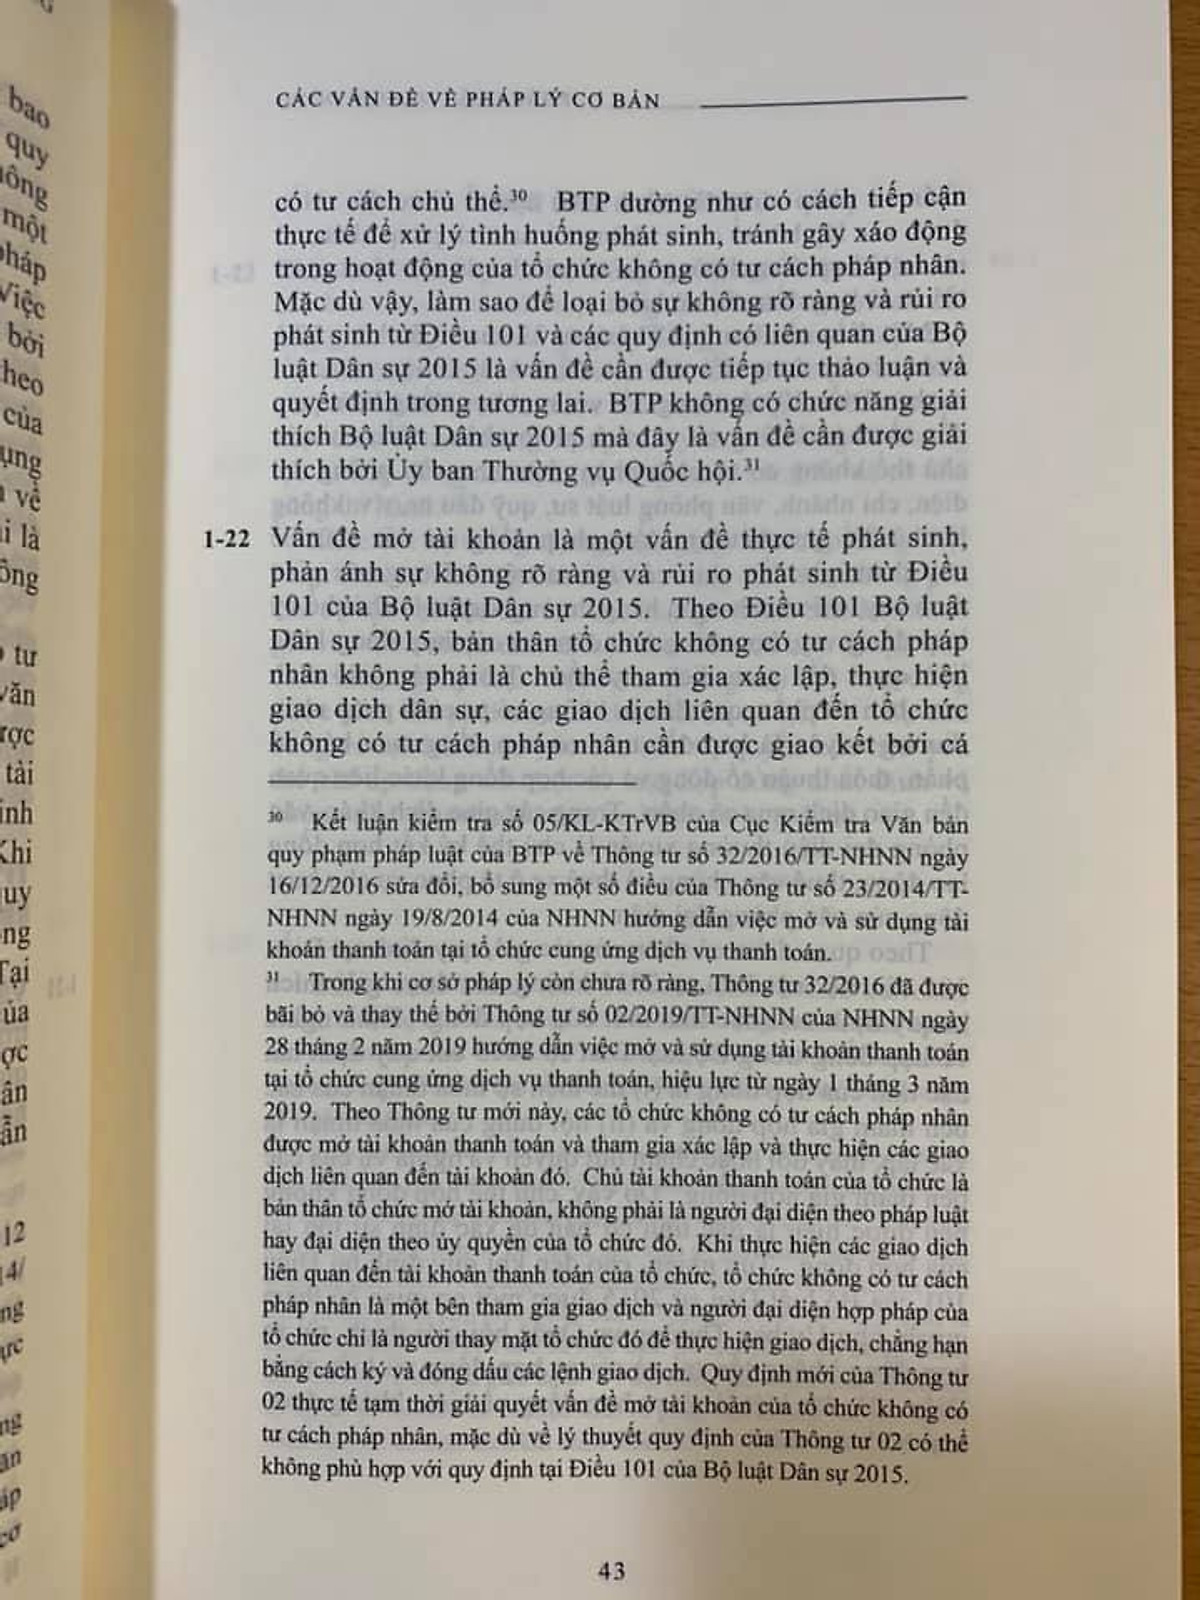 bao
quy
một
bởi
của
về
là
tư
văn
tài
Khi
Tại
12
CÁC VẤN ĐỀ VỀ PHÁP LÝ CƠ BẢN
có tư cách chủ thể.³⁰ BTP dường như có cách tiếp cận
thực tế để xử lý tình huống phát sinh, tránh gây xáo động
trong hoạt động của tổ chức không có tư cách pháp nhân.
Mặc dù vậy, làm sao để loại bỏ sự không rõ ràng và rủi ro
phát sinh từ Điều 101 và các quy định có liên quan của Bộ
luật Dân sự 2015 là vấn đề cần được tiếp tục thảo luận và
quyết định trong tương lai. BTP không có chức năng giải
thích Bộ luật Dân sự 2015 mà đây là vấn đề cần được giải
thích bởi Ủy ban Thường vụ Quốc hội.³¹
1-22 Vấn đề mở tài khoản là một vấn đề thực tế phát sinh,
phản ánh sự không rõ ràng và rủi ro phát sinh từ Điều
101 của Bộ luật Dân sự 2015. Theo Điều 101 Bộ luật
Dân sự 2015, bản thân tổ chức không có tư cách pháp
nhân không phải là chủ thể tham gia xác lập, thực hiện
giao dịch dân sự, các giao dịch liên quan đến tổ chức
không có tư cách pháp nhân cần được giao kết bởi cá
³⁰ Kết luận kiểm tra số 05/KL-KTrVB của Cục Kiểm tra Văn bản
quy phạm pháp luật của BTP về Thông tư số 32/2016/TT-NHNN ngày
16/12/2016 sửa đổi, bổ sung một số điều của Thông tư số 23/2014/TT-
NHNN ngày 19/8/2014 của NHNN hướng dẫn việc mở và sử dụng tài
khoản thanh toán tại tổ chức cung ứng dịch vụ thanh toán.
³¹ Trong khi cơ sở pháp lý còn chưa rõ ràng, Thông tư 32/2016 đã được
bãi bỏ và thay thế bởi Thông tư số 02/2019/TT-NHNN của NHNN ngày
28 tháng 2 năm 2019 hướng dẫn việc mở và sử dụng tài khoản thanh toán
tại tổ chức cung ứng dịch vụ thanh toán, hiệu lực từ ngày 1 tháng 3 năm
2019. Theo Thông tư mới này, các tổ chức không có tư cách pháp nhân
được mở tài khoản thanh toán và tham gia xác lập và thực hiện các giao
dịch liên quan đến tài khoản đó. Chủ tài khoản thanh toán của tổ chức là
bản thân tổ chức mở tài khoản, không phải là người đại diện theo pháp luật
hay đại diện theo ủy quyền của tổ chức đó. Khi thực hiện các giao dịch
liên quan đến tài khoản thanh toán của tổ chức, tổ chức không có tư cách
pháp nhân là một bên tham gia giao dịch và người đại diện hợp pháp của
tổ chức chỉ là người thay mặt tổ chức đó để thực hiện giao dịch, chẳng hạn
bằng cách ký và đóng dấu các lệnh giao dịch. Quy định mới của Thông tư
02 thực tế tạm thời giải quyết vấn đề mở tài khoản của tổ chức không có
tư cách pháp nhân, mặc dù về lý thuyết quy định của Thông tư 02 có thể
không phù hợp với quy định tại Điều 101 của Bộ luật Dân sự 2015.
43